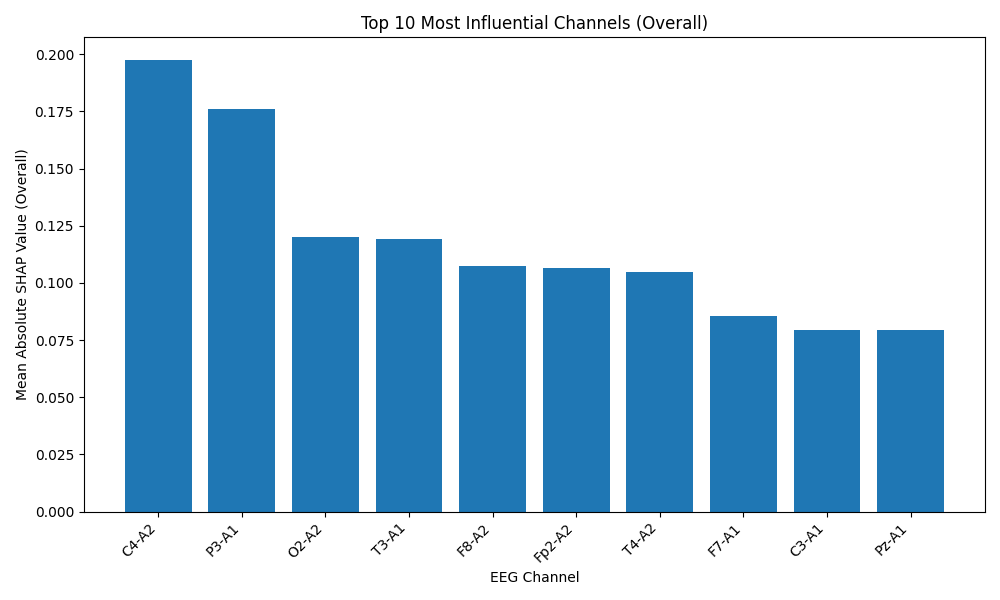 Top 10 Most Influential Channels (Overall)
Mean Absolute SHAP Value (Overall)
0.200
0.175
0.150
0.125
0.100
0.075
0.050
0.025
0.000
C4-A2
P3-A1
O2-A2
T3-A1
F8-A2
Fp2-A2
T4-A2
F7-A1
C3-A1
Pz-A1
EEG Channel